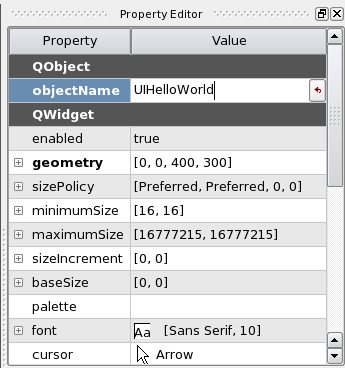 Property Editor
Property Value
QObject
objectName UIHelloWorld
QWidget
enabled true
geometry [0, 0, 400, 300]
sizePolicy [Preferred, Preferred, 0, 0]
minimumSize [16, 16]
maximumSize [16777215, 16777215]
sizeIncrement [0, 0]
baseSize [0, 0]
palette
font Aa [Sans Serif, 10]
cursor Arrow